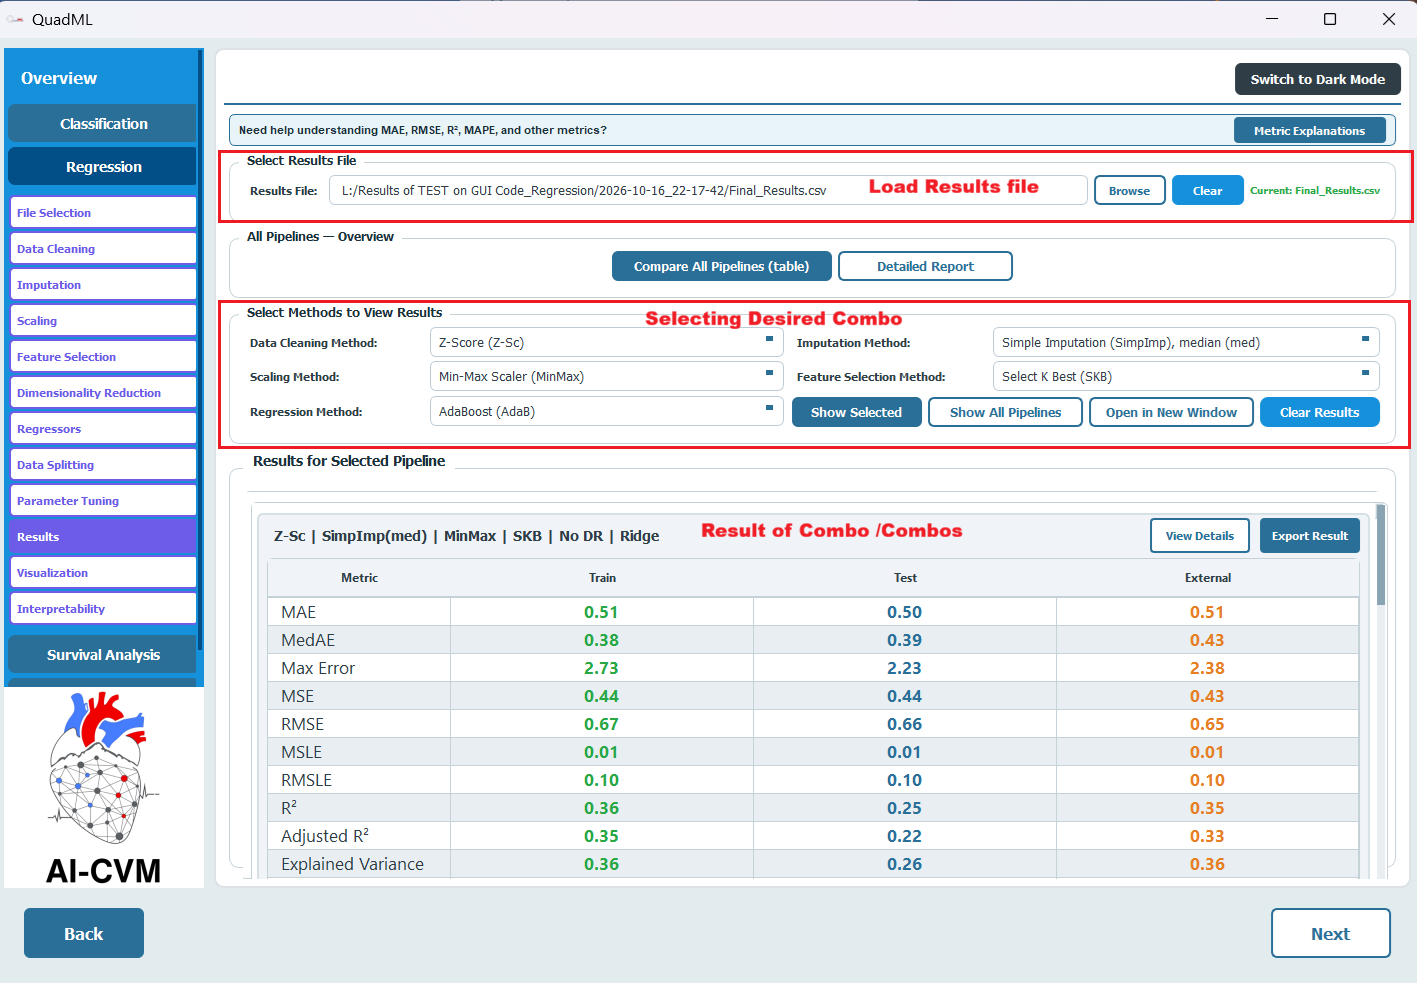 QuadML
Overview
Classification
Regression
File Selection
Data Cleaning
Imputation
Scaling
Feature Selection
Dimensionality Reduction
Regressors
Data Splitting
Parameter Tuning
Results
Visualization
Interpretability
Survival Analysis
AI-CVM
Switch to Dark Mode
Need help understanding MAE, RMSE, R², MAPE, and other metrics? Metric Explanations
Select Results File
Results File: L:/Results of TEST on GUI Code_Regression/2026-10-16_22-17-42/Final_Results.csv Load Results file Browse Clear Current: Final_Results.csv
All Pipelines — Overview
Compare All Pipelines (table) Detailed Report
Select Methods to View Results Selecting Desired Combo
Data Cleaning Method: Z-Score (Z-Sc) Imputation Method: Simple Imputation (SimpImp), median (med)
Scaling Method: Min-Max Scaler (MinMax) Feature Selection Method: Select K Best (SKB)
Regression Method: AdaBoost (AdaB) Show Selected Show All Pipelines Open in New Window Clear Results
Results for Selected Pipeline
Z-Sc | SimpImp(med) | MinMax | SKB | No DR | Ridge Result of Combo /Combos View Details Export Result
Metric Train Test External
MAE 0.51 0.50 0.51
MedAE 0.38 0.39 0.43
Max Error 2.73 2.23 2.38
MSE 0.44 0.44 0.43
RMSE 0.67 0.66 0.65
MSLE 0.01 0.01 0.01
RMSLE 0.10 0.10 0.10
R² 0.36 0.25 0.35
Adjusted R² 0.35 0.22 0.33
Explained Variance 0.36 0.26 0.36
Back Next